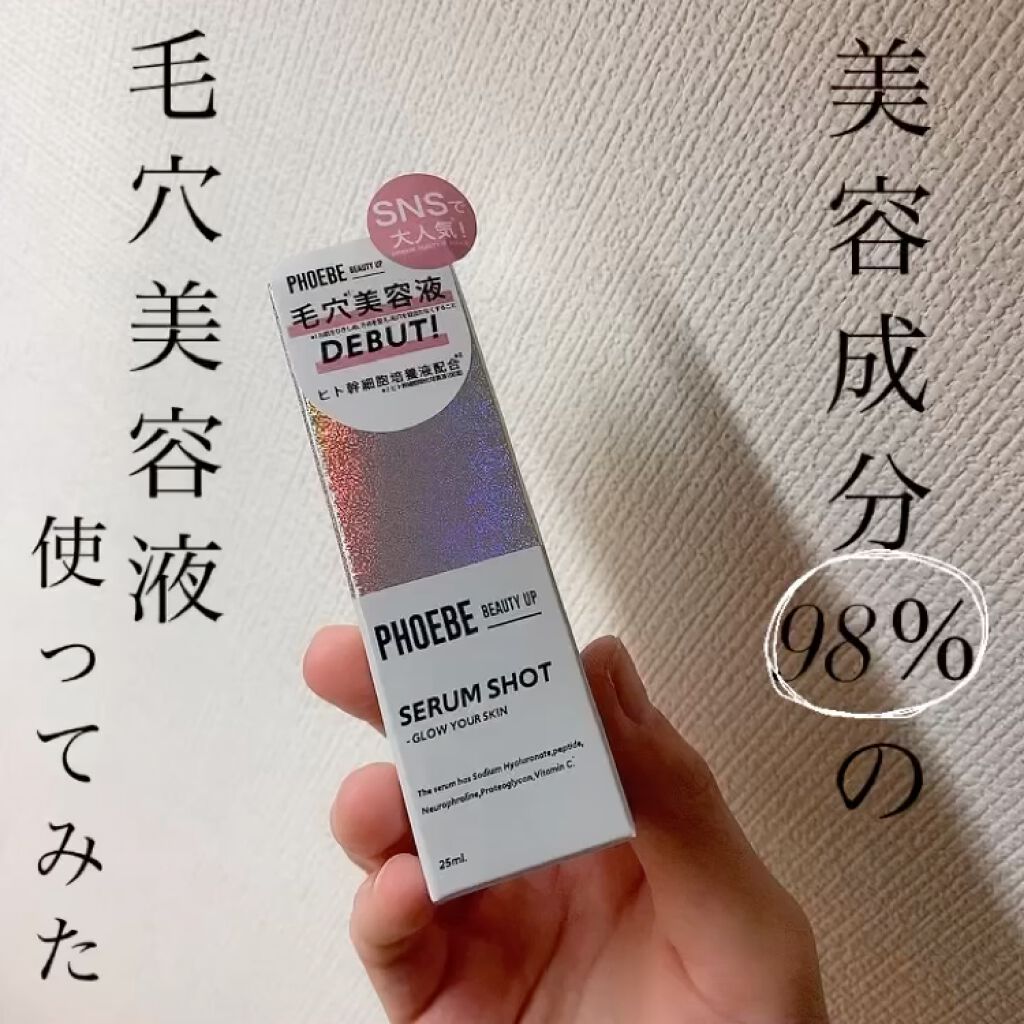 美容成分98%の
毛穴美容液
使ってみた
SNSで
大人気!
PHOEBE BEAUTY UP
毛穴美容液
DEBUT!
ヒト幹細胞培養液配合
PHOEBE BEAUTY UP
SERUM SHOT
- GLOW YOUR SKIN
The serum has Sodium Hyaluronate,peptide,
Neurophroline,Proteoglycan,Vitamin C.
25ml.